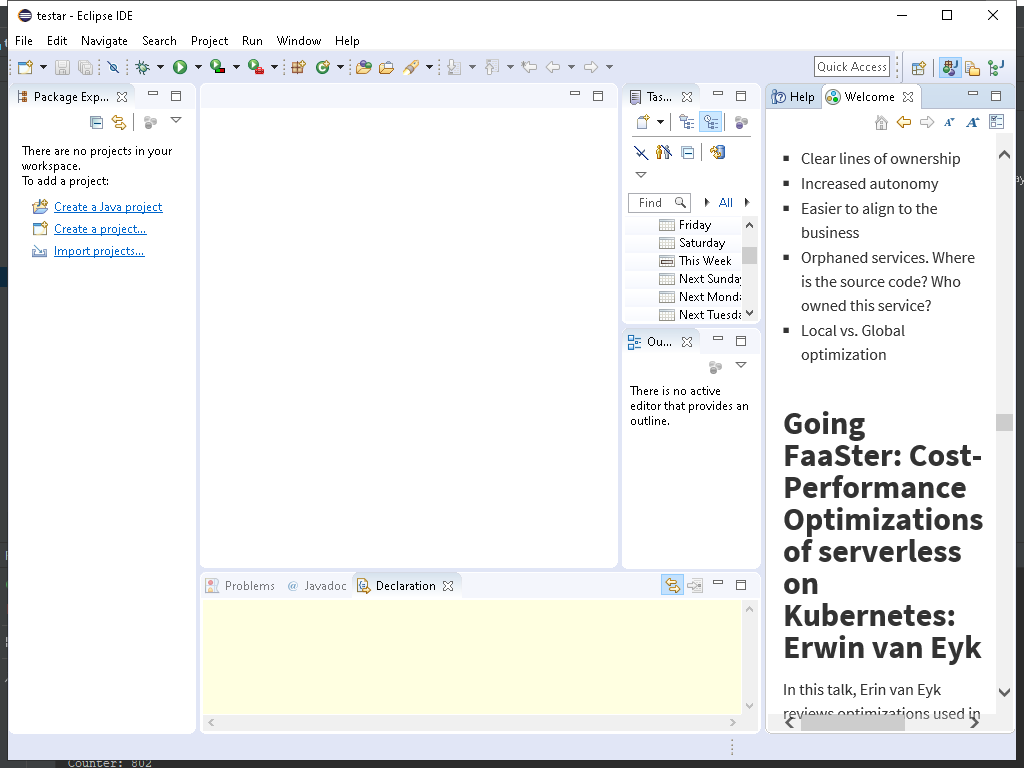 testar - Eclipse IDE
File Edit Navigate Search Project Run Window Help
Quick Access
Package Exp...
There are no projects in your
workspace.
To add a project:
Create a Java project
Create a project...
Import projects...
Tas...
Find
All
Friday
Saturday
This Week
Next Sunday
Next Mond
Next Tuesd
Ou...
There is no active
editor that provides an
outline.
Problems @ Javadoc Declaration
Help Welcome
Clear lines of ownership
Increased autonomy
Easier to align to the
business
Orphaned services. Where
is the source code? Who
owned this service?
Local vs. Global
optimization
Going
FaaSter: Cost-
Performance
Optimizations
of serverless
on
Kubernetes:
Erwin van Eyk
In this talk, Erin van Eyk
reviews optimizations used in
Counter: 802